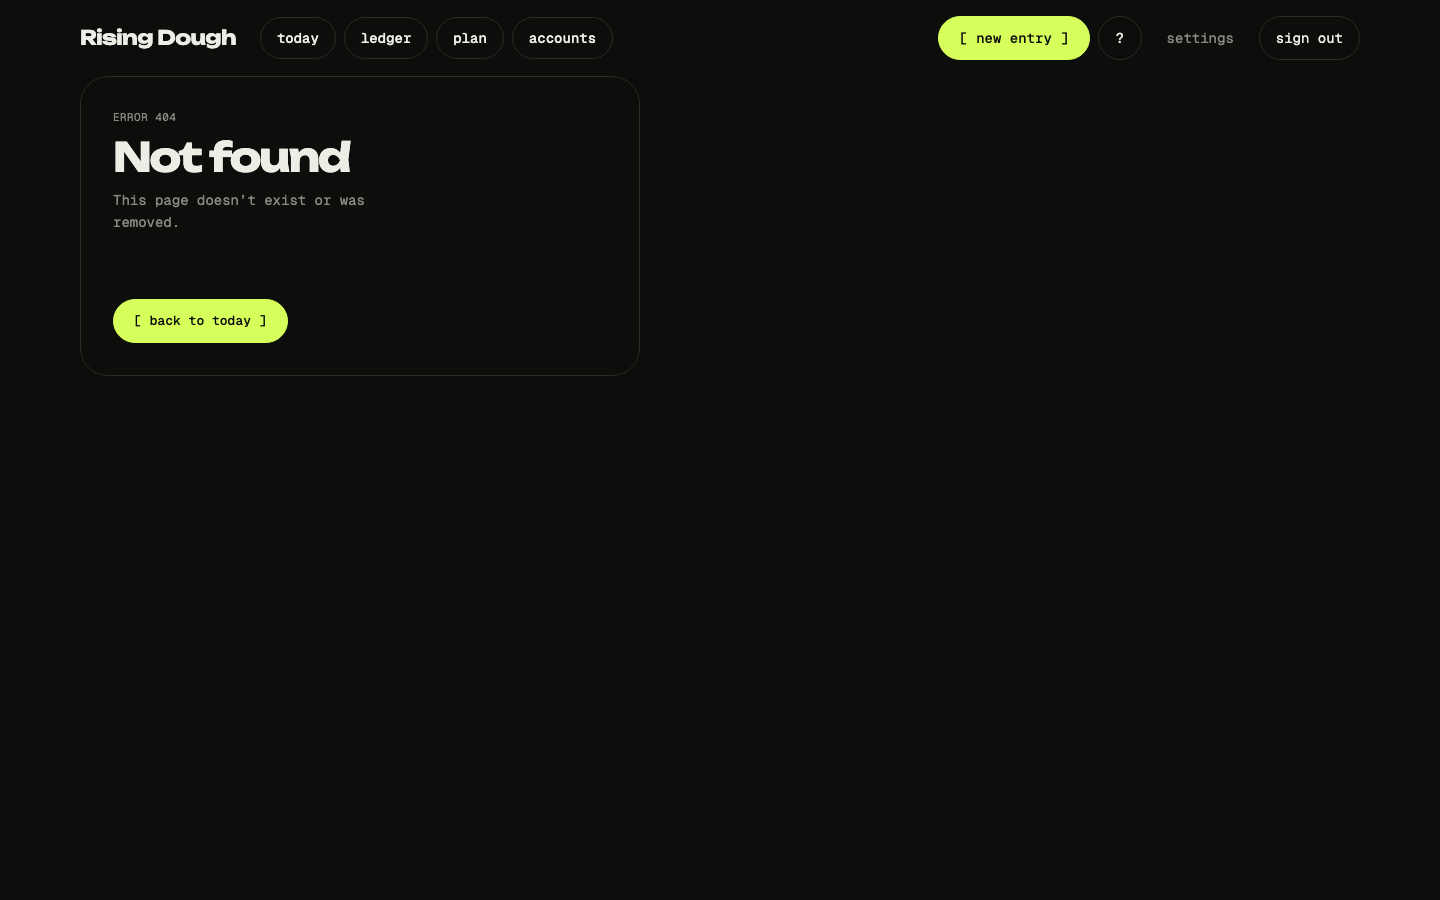 Rising Dough
today
ledger
plan
accounts
[ new entry ]
?
settings
sign out
ERROR 404
Not found
This page doesn't exist or was
removed.
[ back to today ]